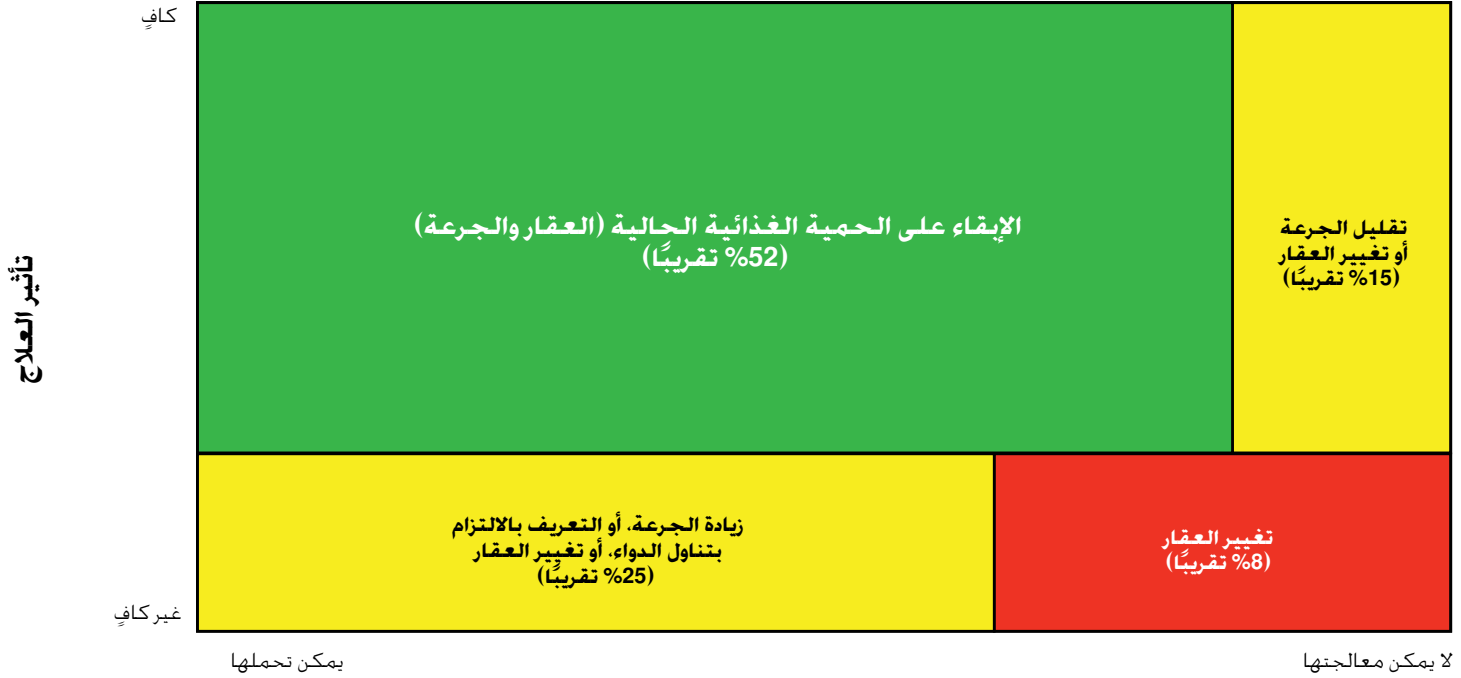 كافٍ
تأثير العلاج
الإبقاء على الحمية الغذائية الحالية (العقار والجرعة)
(52% تقريبًا)
تقليل الجرعة
أو تغيير العقار
(15% تقريبًا)
زيادة الجرعة، أو التعريف بالالتزام
بتناول الدواء، أو تغيير العقار
(25% تقريبًا)
تغيير العقار
(8% تقريبًا)
غير كافٍ
يمكن تحملها
لا يمكن معالجتها